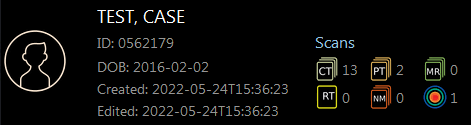 TEST, CASE
ID: 0562179
DOB: 2016-02-02
Created: 2022-05-24T15:36:23
Edited: 2022-05-24T15:36:23
Scans
CT 13 PT 2 MR 0
RT 0 NM 0 1